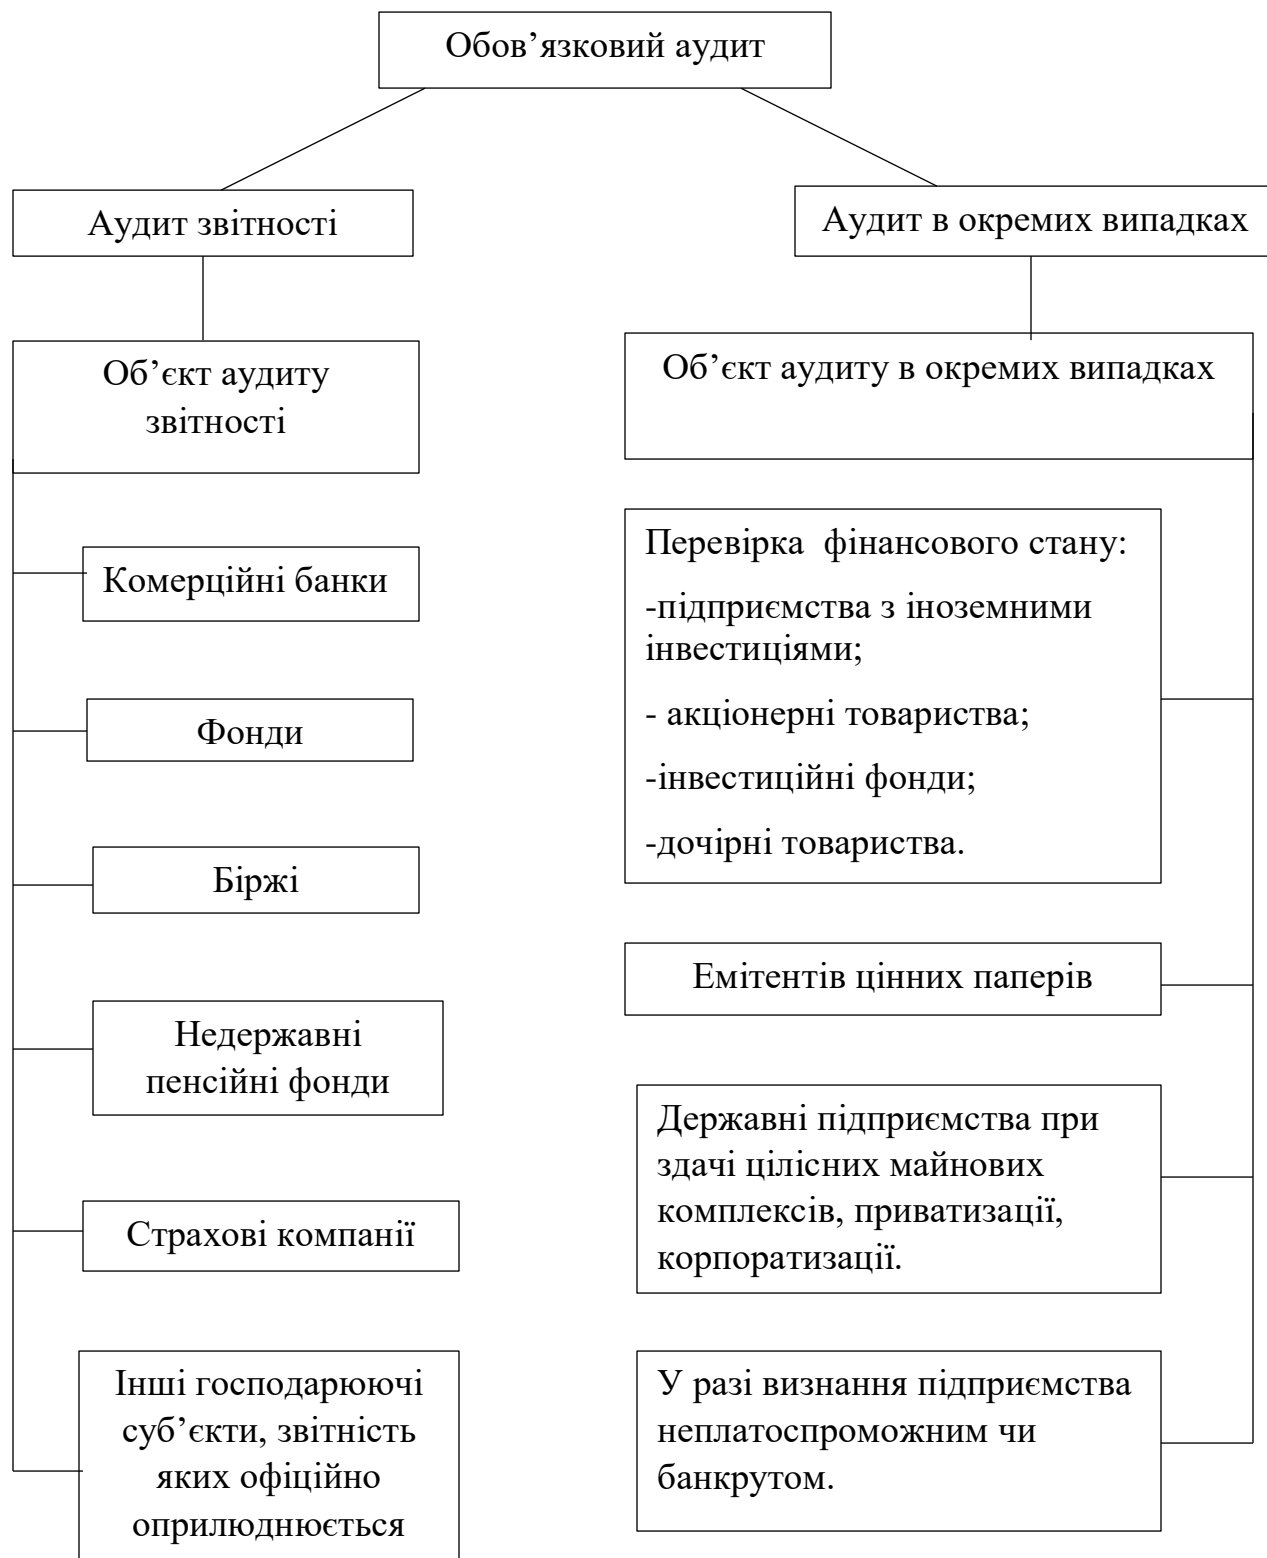 Обов’язковий аудит
Аудит звітності
Аудит в окремих випадках
Об’єкт аудиту
звітності
Комерційні банки
Фонди
Біржі
Недержавні
пенсійні фонди
Страхові компанії
Інші господарюючі
суб’єкти, звітність
яких офіційно
оприлюднюється
Об’єкт аудиту в окремих випадках
Перевірка  фінансового стану:
-підприємства з іноземними
інвестиціями;
- акціонерні товариства;
-інвестиційні фонди;
-дочірні товариства.
Емітентів цінних паперів
Державні підприємства при
здачі цілісних майнових
комплексів, приватизації,
корпоратизації.
У разі визнання підприємства
неплатоспроможним чи
банкрутом.